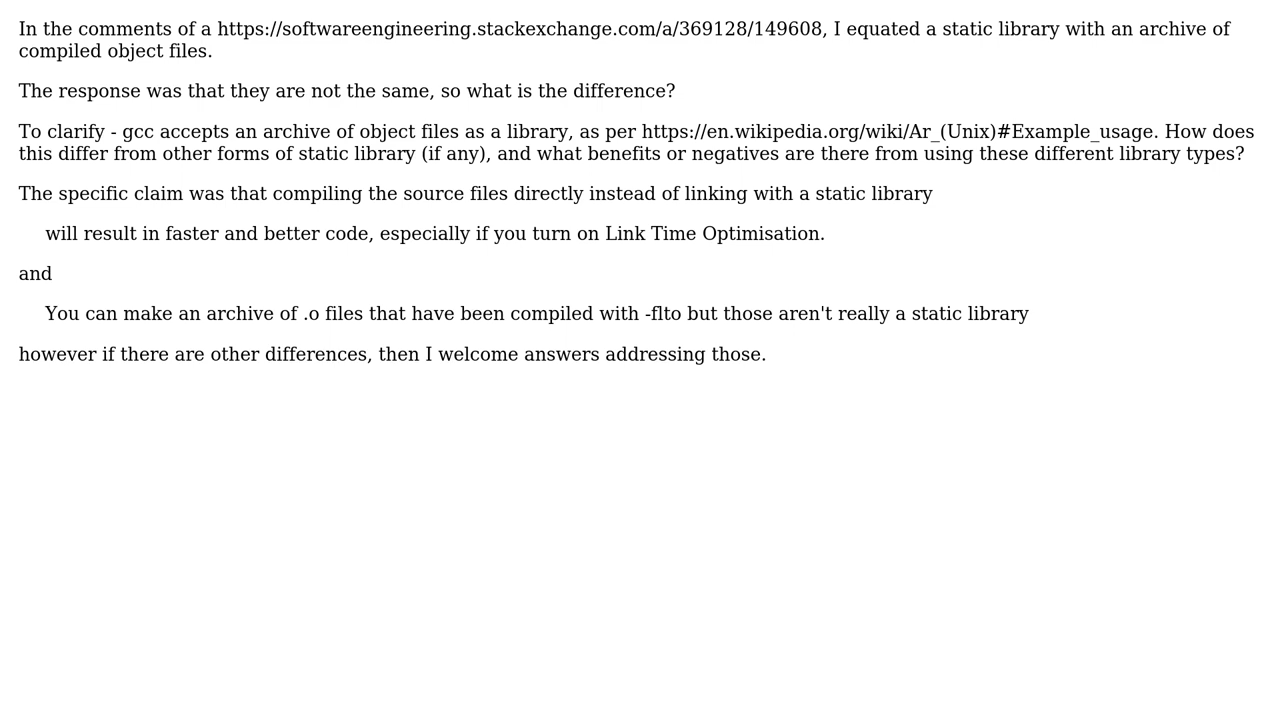 In the comments of a https://softwareengineering.stackexchange.com/a/369128/149608, I equated a static library with an archive of
compiled object files.
The response was that they are not the same, so what is the difference?
To clarify - gcc accepts an archive of object files as a library, as per https://en.wikipedia.org/wiki/Ar_(Unix)#Example_usage. How does
this differ from other forms of static library (if any), and what benefits or negatives are there from using these different library types?
The specific claim was that compiling the source files directly instead of linking with a static library
will result in faster and better code, especially if you turn on Link Time Optimisation.
and
You can make an archive of .o files that have been compiled with -flto but those aren't really a static library
however if there are other differences, then I welcome answers addressing those.